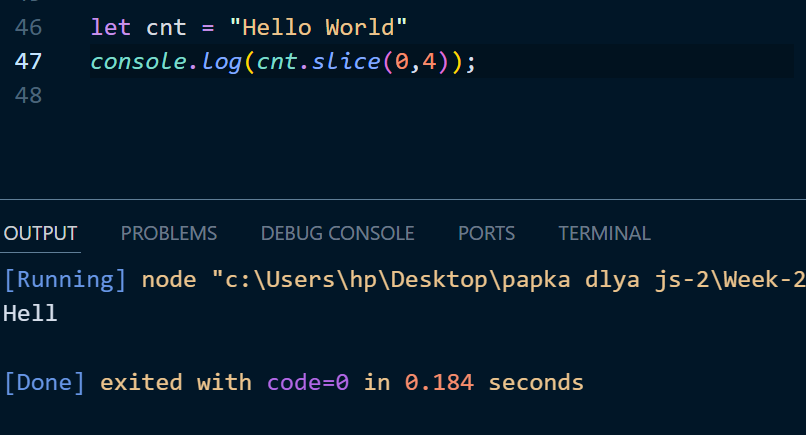 46 let cnt = "Hello World"
47 console.log(cnt.slice(0,4));
48
OUTPUT PROBLEMS DEBUG CONSOLE PORTS TERMINAL
[Running] node "c:\Users\hp\Desktop\papka dlya js-2\Week-2
Hell
[Done] exited with code=0 in 0.184 seconds